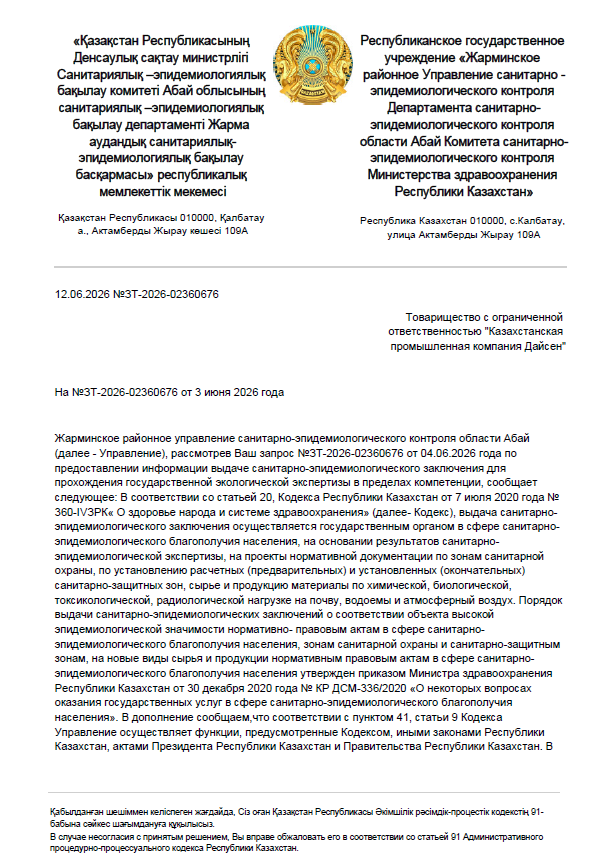 «Қазақстан Республикасының
Денсаулық сақтау министрлігі
Санитариялық –эпидемиологиялық
бақылау комитеті Абай облысының
санитариялық –эпидемиологиялық
бақылау департаменті Жарма
аудандық санитариялық-
эпидемиологиялық бақылау
басқармасы» республикалық
мемлекеттік мекемесі
Қазақстан Республикасы 010000, Қалбатау
а., Актамберды Жырау көшесі 109А
ҚАЗАҚСТАН
Республиканское государственное
учреждение «Жарминское
районное Управление санитарно -
эпидемиологического контроля
Департамента санитарно-
эпидемиологического контроля
области Абай Комитета санитарно-
эпидемиологического контроля
Министерства здравоохранения
Республики Казахстан»
Республика Казахстан 010000, с.Калбатау,
улица Актамберды Жырау 109А
12.06.2026 №ЗТ-2026-02360676
Товарищество с ограниченной
ответственностью "Казахстанская
промышленная компания Дайсен"
На №ЗТ-2026-02360676 от 3 июня 2026 года
Жарминское районное управление санитарно-эпидемиологического контроля области Абай
(далее - Управление), рассмотрев Ваш запрос №ЗТ-2026-02360676 от 04.06.2026 года по
предоставлении информации выдаче санитарно-эпидемиологического заключения для
прохождения государственной экологической экспертизы в пределах компетенции, сообщает
следующее: В соответствии со статьей 20, Кодекса Республики Казахстан от 7 июля 2020 года №
360-IVЗРК« О здоровье народа и системе здравоохранения» (далее- Кодекс), выдача санитарно-
эпидемиологического заключения осуществляется государственным органом в сфере санитарно-
эпидемиологического благополучия населения, на основании результатов санитарно-
эпидемиологической экспертизы, на проекты нормативной документации по зонам санитарной
охраны, по установлению расчетных (предварительных) и установленных (окончательных)
санитарно-защитных зон, сырье и продукцию материалы по химической, биологической,
токсикологической, радиологической нагрузке на почву, водоемы и атмосферный воздух. Порядок
выдачи санитарно-эпидемиологических заключений о соответствии объекта высокой
эпидемиологической значимости нормативно- правовым актам в сфере санитарно-
эпидемиологического благополучия населения, зонам санитарной охраны и санитарно-защитным
зонам, на новые виды сырья и продукции нормативным правовым актам в сфере санитарно-
эпидемиологического благополучия населения утвержден приказом Министра здравоохранения
Республики Казахстан от 30 декабря 2020 года № КР ДСМ-336/2020 «О некоторых вопросах
оказания государственных услуг в сфере санитарно-эпидемиологического благополучия
населения». В дополнение сообщаем,что соответствии с пунктом 41, статьи 9 Кодекса
Управление осуществляет функции, предусмотренные Кодексом, иными законами Республики
Казахстан, актами Президента Республики Казахстан и Правительства Республики Казахстан. В
Қабылданған шешіммен келіспеген жағдайда, Сіз оған Қазақстан Республикасы Әкімшілік рәсімдік-процестік кодекстің 91-
бабына сәйкес шағымдануға құқылысыз.
В случае несогласия с принятым решением, Вы вправе обжаловать его в соответствии со статьей 91 Административного
процедурно-процессуального кодекса Республики Казахстан.